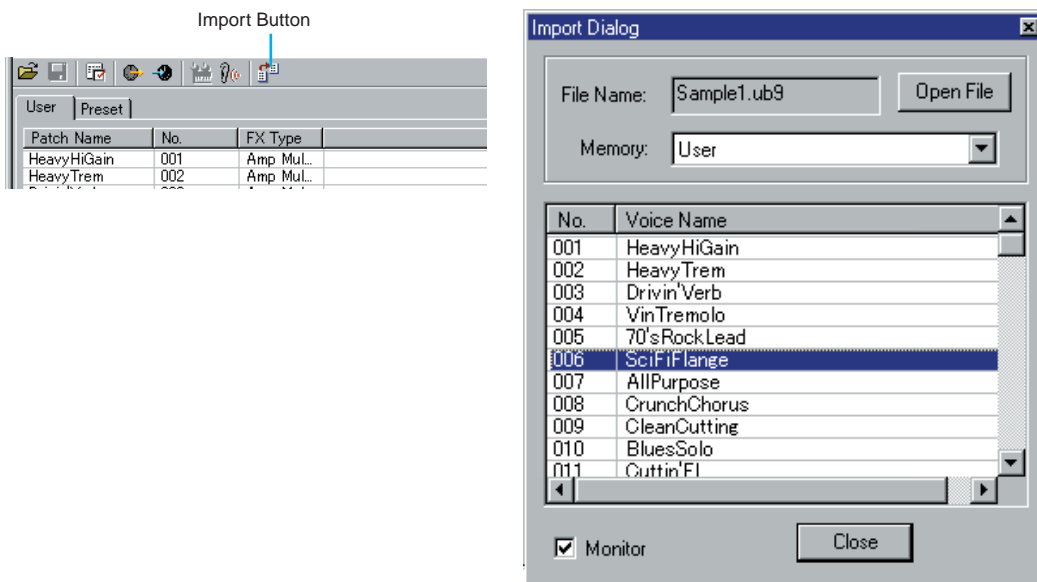 Import Button
User Preset
Patch Name No. FX Type
HeavyHiGain 001 Amp Mul...
HeavyTrem 002 Amp Mul...
Import Dialog
File Name: Sample1.ub9 Open File
Memory: User
No. Voice Name
001 HeavyHiGain
002 HeavyTrem
003 Drivin'Verb
004 VinTremolo
005 70'sRockLead
006 SciFiFlange
007 AllPurpose
008 CrunchChorus
009 CleanCutting
010 BluesSolo
011 Cuttin'Fl
Monitor Close